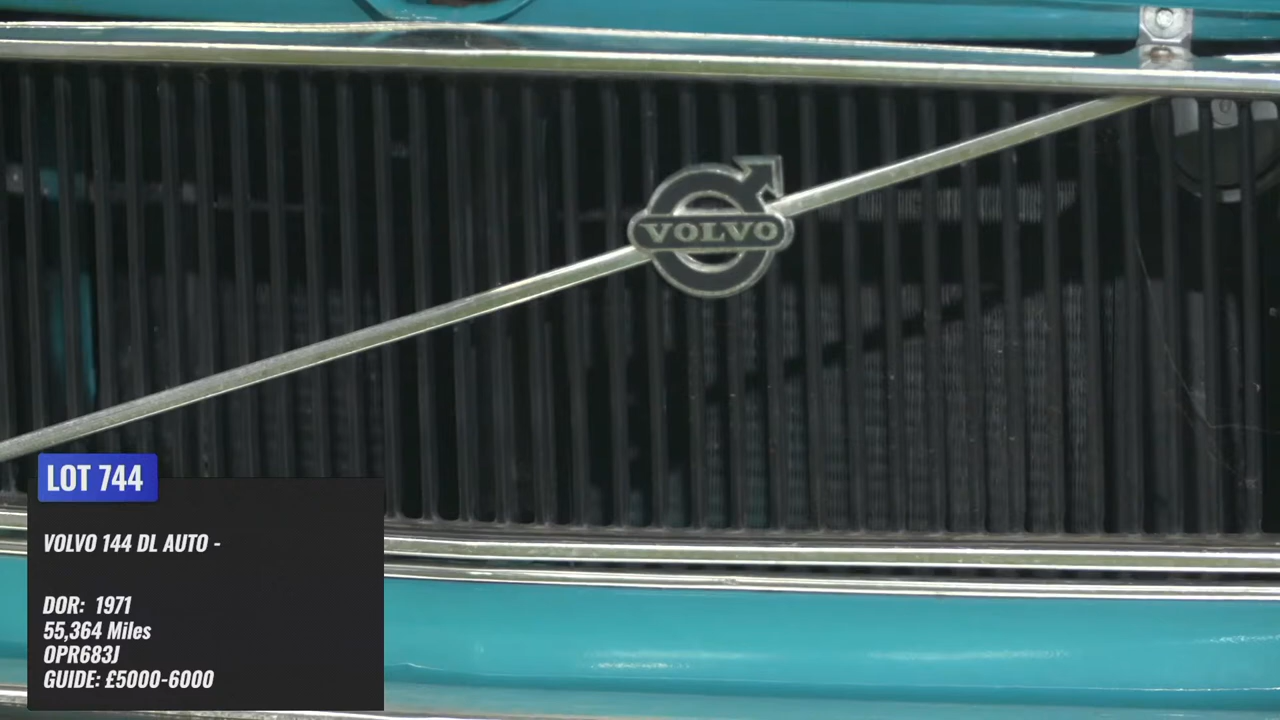 VOLVO
LOT 744
VOLVO 144 DL AUTO -
DOR: 1971
55,364 Miles
OPR683J
GUIDE: £5000-6000